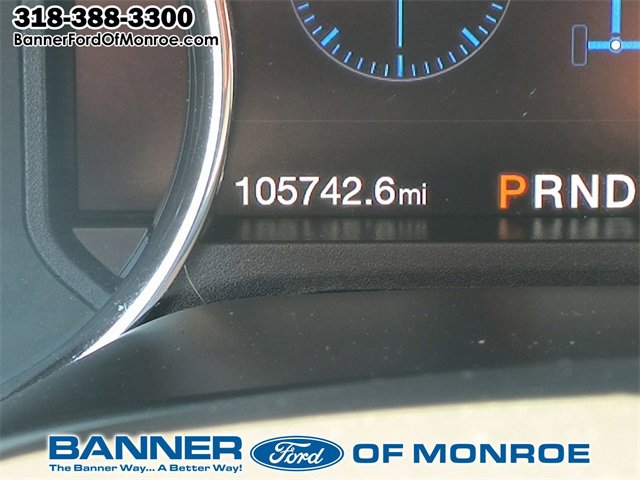 318-388-3300
BannerFordOfMonroe.com
105742.6mi
PRND
BANNER Ford OF MONROE
The Banner Way... A Better Way!